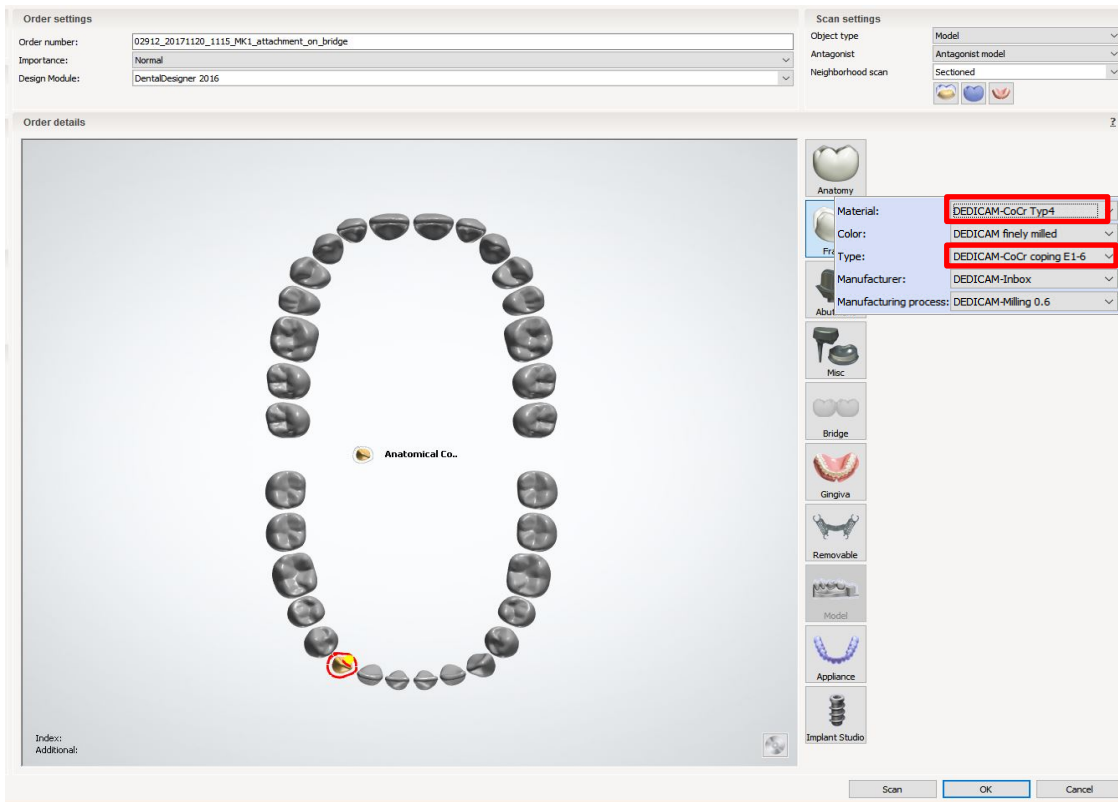 Order settings
Order number: 02912_20171120_1115_MK1_attachment_on_bridge
Importance: Normal
Design Module: DentalDesigner 2016
Scan settings
Object type Model
Antagonist Antagonist model
Neighborhood scan Sectioned
Order details ?
Anatomy
Material: DEDICAM-CoCr Typ4
Color: DEDICAM finely milled
Fra
Type: DEDICAM-CoCr coping E1-6
Manufacturer: DEDICAM-Inbox
Manufacturing process: DEDICAM-Milling 0.6
Abut
Misc
Bridge
Anatomical Co..
Gingiva
Removable
Model
Appliance
Implant Studio
Index:
Additional:
Scan OK Cancel